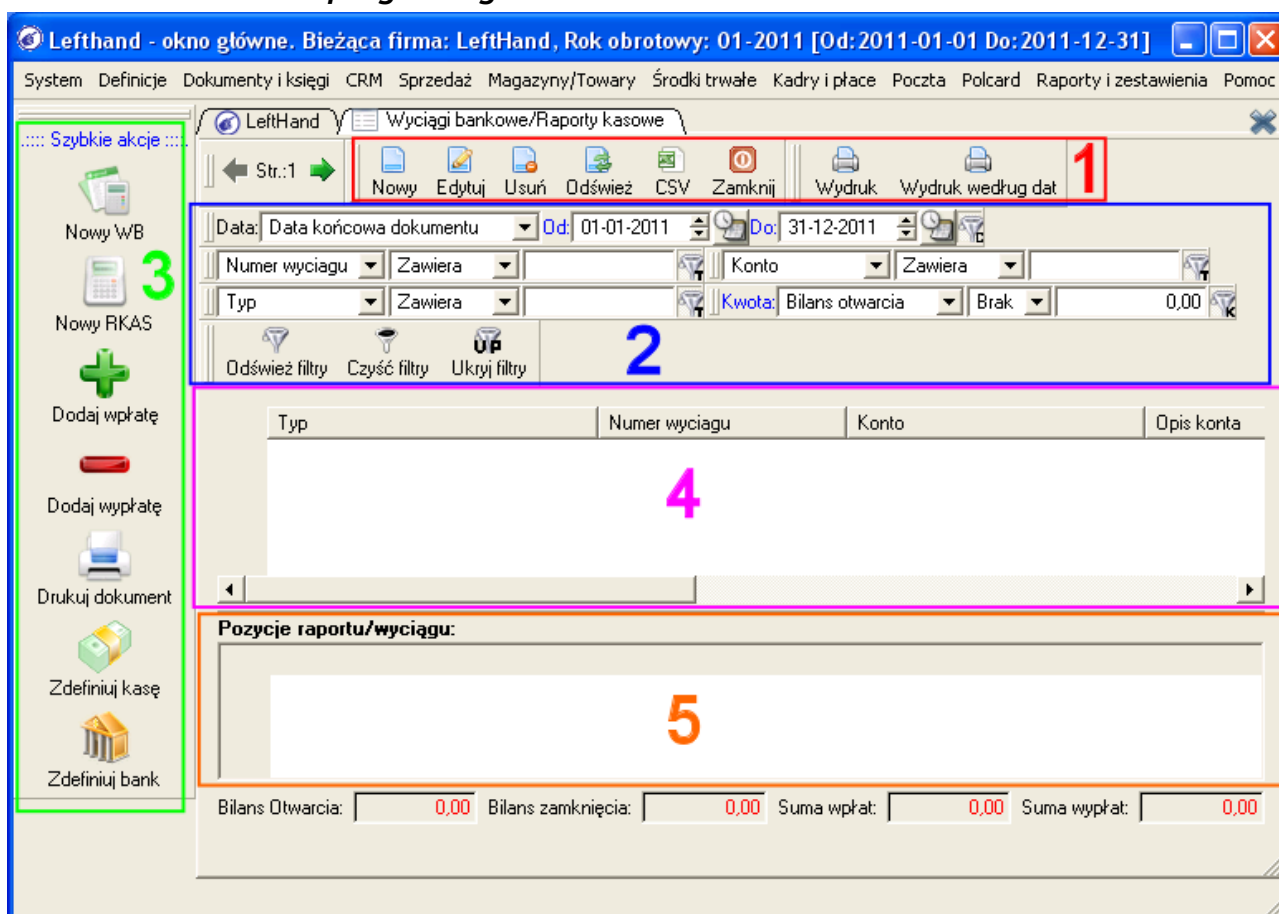 Lefthand - okno główne. Bieżąca firma: LeftHand, Rok obrotowy: 01-2011 [Od:2011-01-01 Do:2011-12-31]
System Definicje Dokumenty i księgi CRM Sprzedaż Magazyny/Towary Środki trwałe Kadry i płace Poczta Polcard Raporty i zestawienia Pomoc
LeftHand Wyciągi bankowe/Raporty kasowe
::::: Szybkie akcje :::::
Str.:1 Nowy Edytuj Usuń Odśwież CSV Zamknij Wydruk Wydruk według dat 1
Nowy WB
Nowy RKAS
Dodaj wpłatę
Dodaj wypłatę
Drukuj dokument
Zdefiniuj kasę
Zdefiniuj bank
3
Data: Data końcowa dokumentu Od: 01-01-2011 Do: 31-12-2011
Numer wyciagu Zawiera Konto Zawiera
Typ Zawiera Kwota: Bilans otwarcia Brak 0,00
Odśwież filtry Czyść filtry Ukryj filtry 2
Typ Numer wyciagu Konto Opis konta
4
Pozycje raportu/wyciągu:
5
Bilans Otwarcia: 0,00 Bilans zamknięcia: 0,00 Suma wpłat: 0,00 Suma wypłat: 0,00